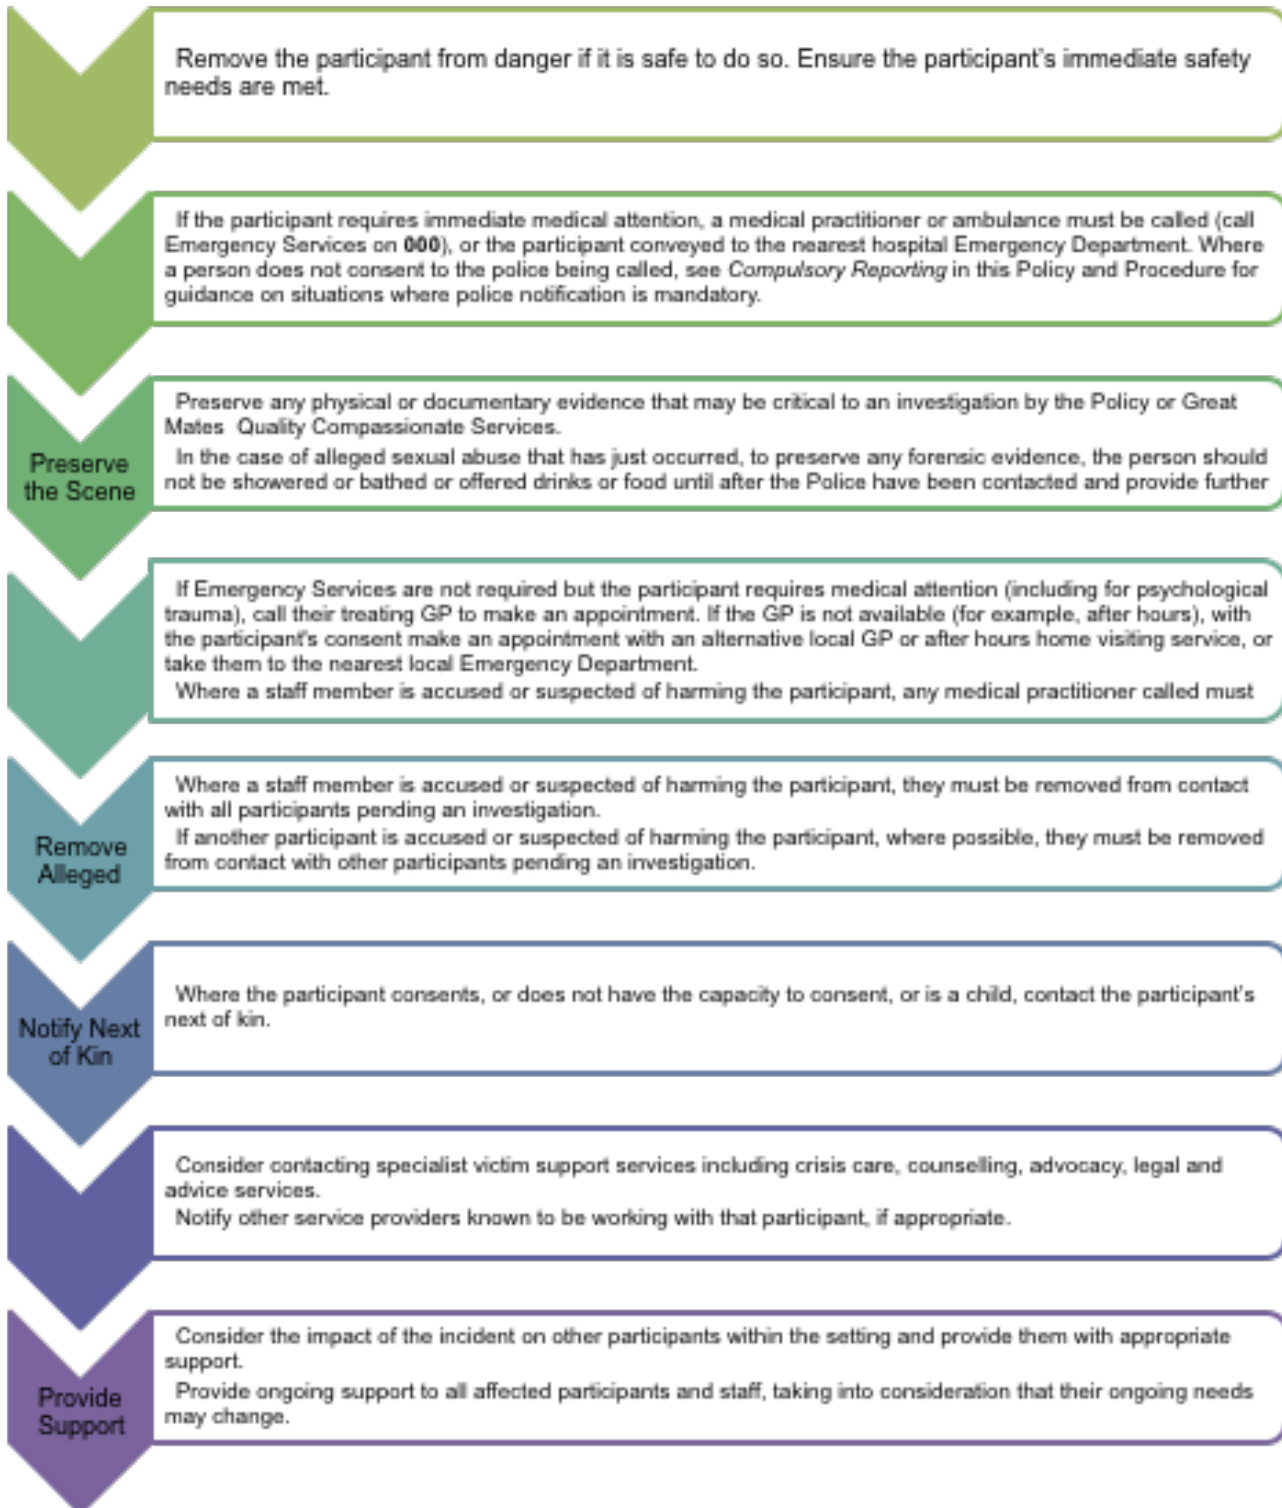 Remove the participant from danger if it is safe to do so. Ensure the participant's immediate safety
needs are met.
If the participant requires immediate medical attention, a medical practitioner or ambulance must be called (call
Emergency Services on 000), or the participant conveyed to the nearest hospital Emergency Department. Where
a person does not consent to the police being called, see Compulsory Reporting in this Policy and Procedure for
guidance on situations where police notification is mandatory.
Preserve
the Scene
Preserve any physical or documentary evidence that may be critical to an investigation by the Policy or Great
Mates Quality Compassionate Services.
In the case of alleged sexual abuse that has just occurred, to preserve any forensic evidence, the person should
not be showered or bathed or offered drinks or food until after the Police have been contacted and provide further
If Emergency Services are not required but the participant requires medical attention (including for psychological
trauma), call their treating GP to make an appointment. If the GP is not available (for example, after hours), with
the participant's consent make an appointment with an alternative local GP or after hours home visiting service, or
take them to the nearest local Emergency Department.
Where a staff member is accused or suspected of harming the participant, any medical practitioner called must
Remove
Alleged
Where a staff member is accused or suspected of harming the participant, they must be removed from contact
with all participants pending an investigation.
If another participant is accused or suspected of harming the participant, where possible, they must be removed
from contact with other participants pending an investigation.
Notify Next
of Kin
Where the participant consents, or does not have the capacity to consent, or is a child, contact the participant's
next of kin.
Consider contacting specialist victim support services including crisis care, counselling, advocacy, legal and
advice services.
Notify other service providers known to be working with that participant, if appropriate.
Provide
Support
Consider the impact of the incident on other participants within the setting and provide them with appropriate
support.
Provide ongoing support to all affected participants and staff, taking into consideration that their ongoing needs
may change.